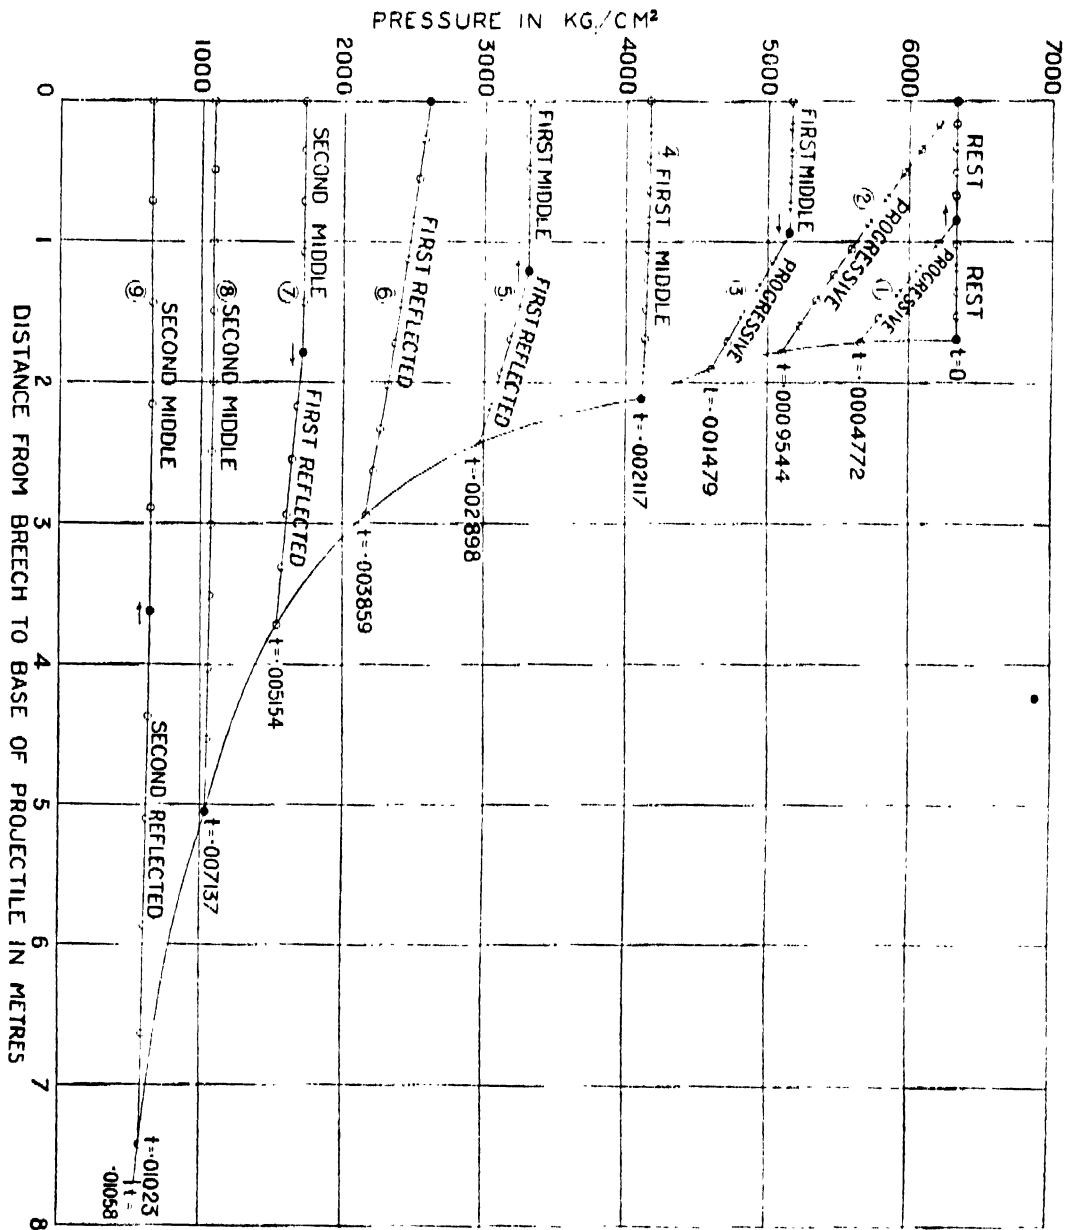 PRESSURE IN KG/CM²
0
1000
2000
3000
4000
5000
6000
7000
REST
REST
t=0
① PROGRESSIVE
t=·0004772
② PROGRESSIVE
t=·0009544
FIRST MIDDLE
③ PROGRESSIVE
t=·001479
4 FIRST MIDDLE
t=·002117
FIRST MIDDLE
5 FIRST REFLECTED
t=·002898
⑥ FIRST REFLECTED
t=·003859
SECOND MIDDLE
⑦ FIRST REFLECTED
t=·005154
⑧ SECOND MIDDLE
t=·007137
⑨ SECOND MIDDLE
SECOND REFLECTED
t=·01023
t=
·01058
0
1
2
3
4
5
6
7
8
DISTANCE FROM BREECH TO BASE OF PROJECTILE IN METRES